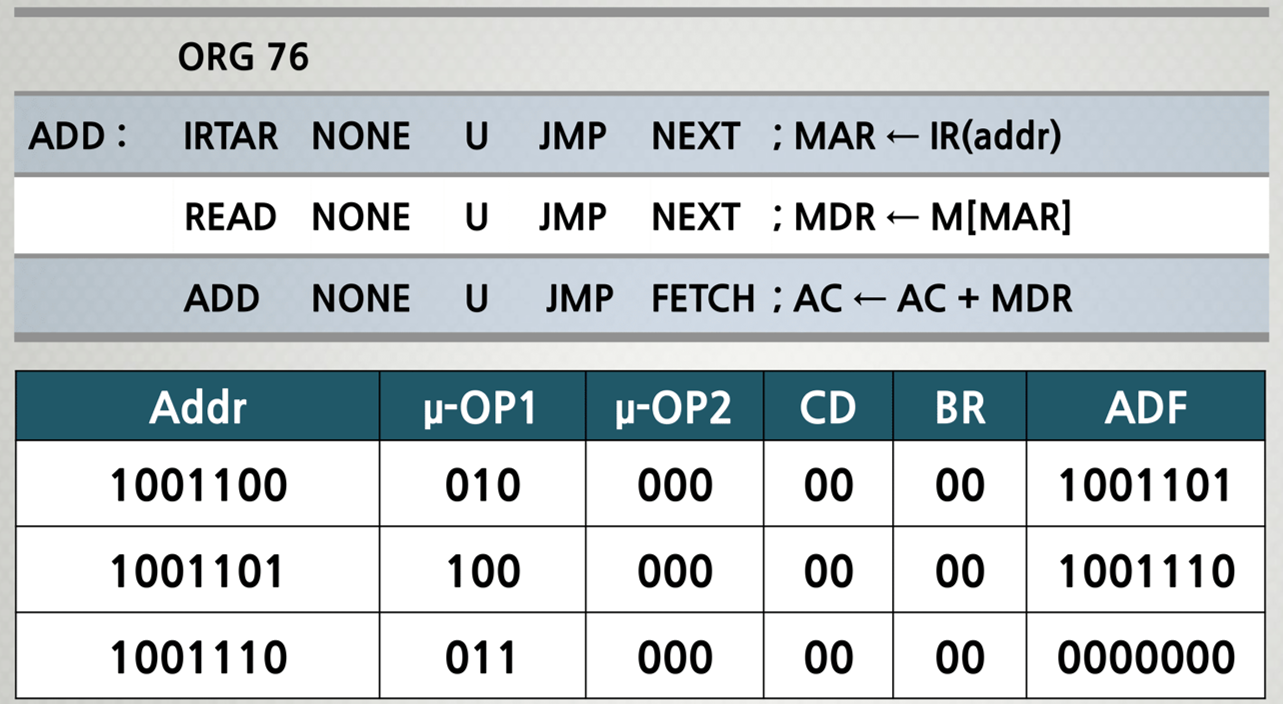 ORG 76
ADD : IRTAR NONE U JMP NEXT ; MAR ← IR(addr)
READ NONE U JMP NEXT ; MDR ← M[MAR]
ADD NONE U JMP FETCH ; AC ← AC + MDR
Addr μ-OP1 μ-OP2 CD BR ADF
1001100 010 000 00 00 1001101
1001101 100 000 00 00 1001110
1001110 011 000 00 00 0000000